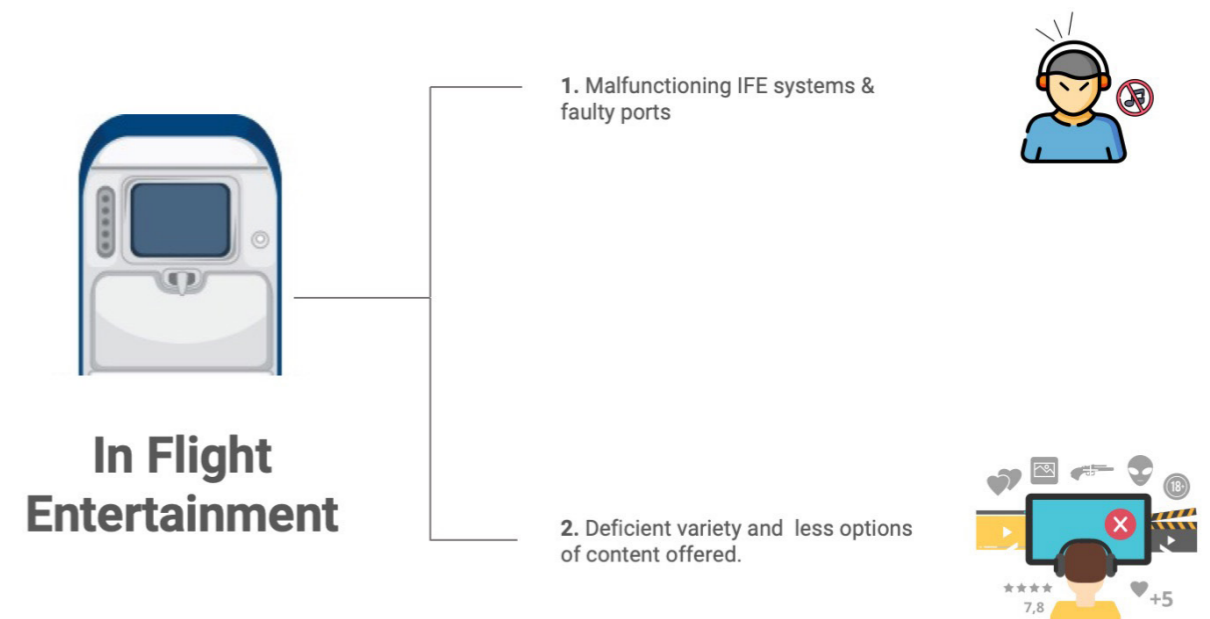 1. Malfunctioning IFE systems &
faulty ports
In Flight
Entertainment
2. Deficient variety and  less options
of content offered.
18+
7,8
+5